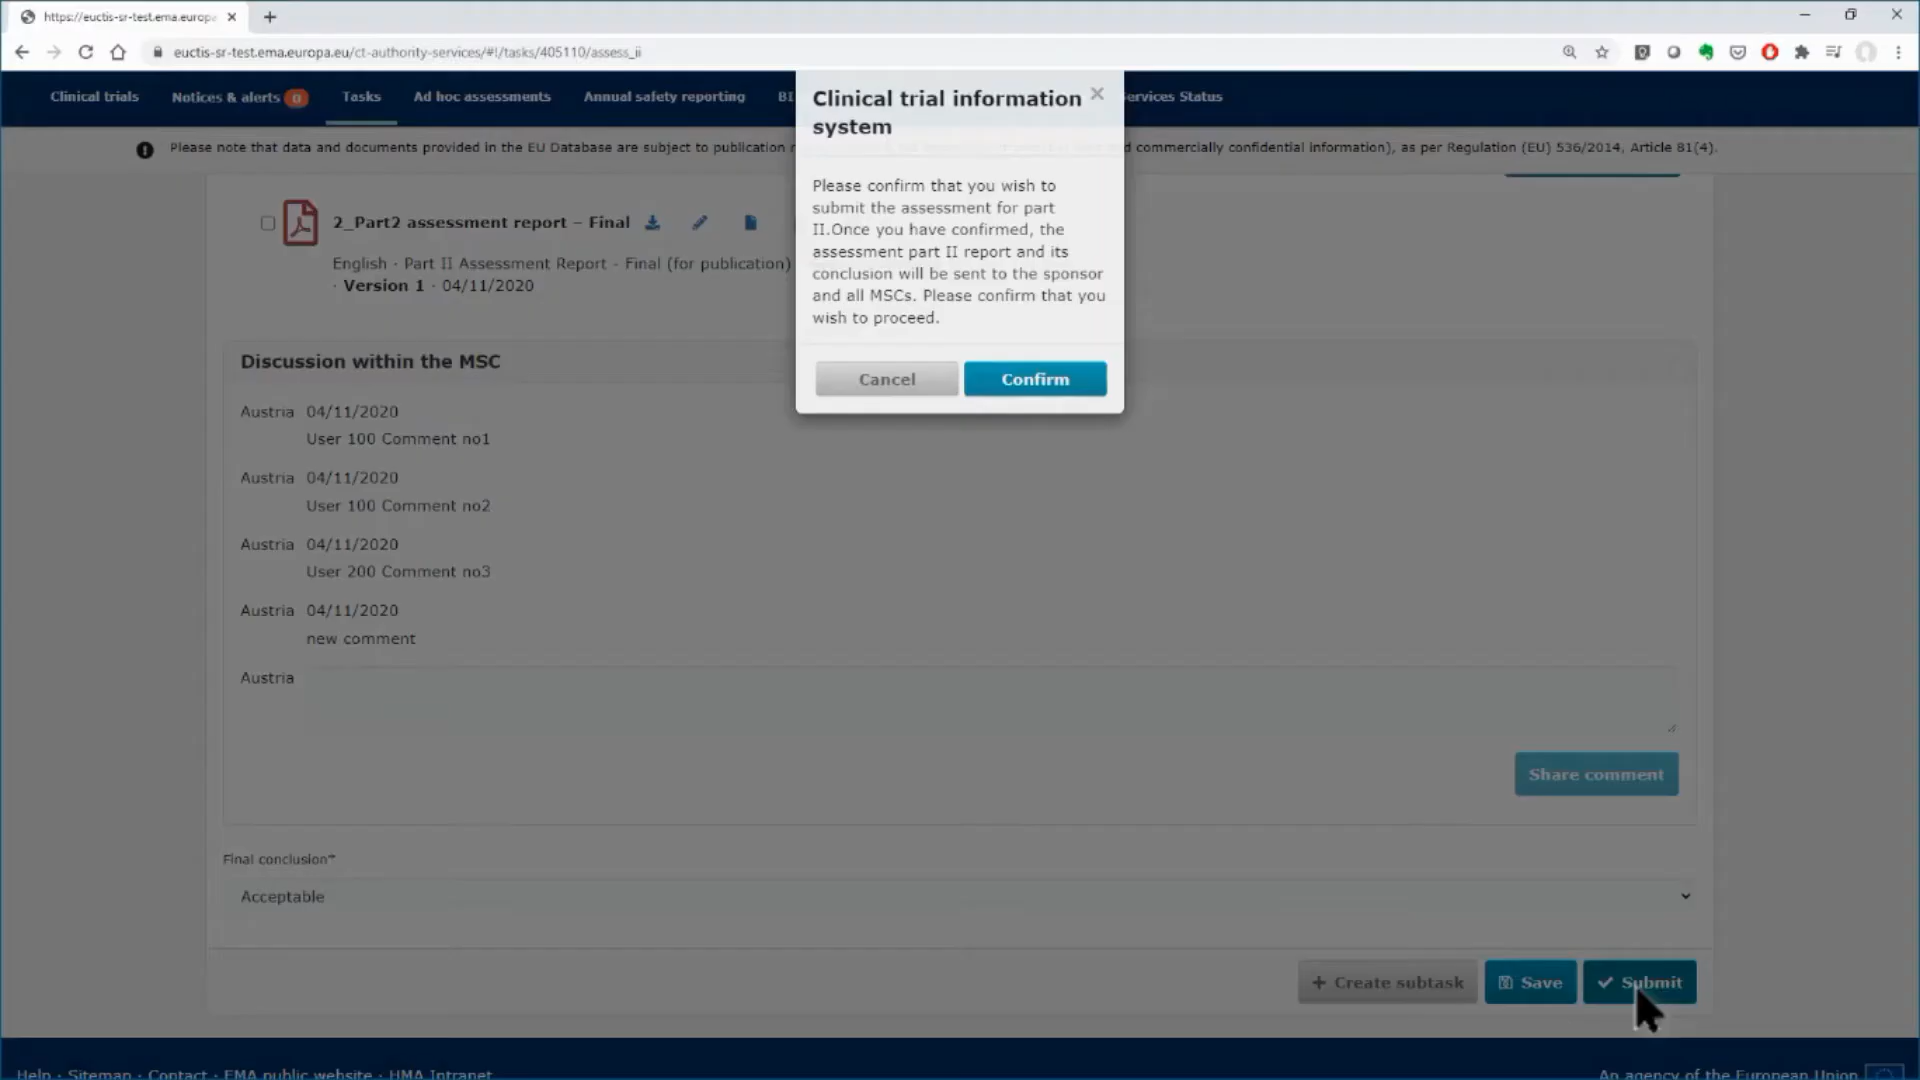 https://euctis-sr-test.ema.europa
euctis-sr-test.ema.europa.eu/ct-authority-services/#!/tasks/405110/assess_ii
Clinical trials Notices & alerts 0 Tasks Ad hoc assessments Annual safety reporting BI Services Status
Clinical trial information
system
Please note that data and documents provided in the EU Database are subject to publication commercially confidential information), as per Regulation (EU) 536/2014, Article 81(4).
Please confirm that you wish to
submit the assessment for part
II.Once you have confirmed, the
assessment part II report and its
conclusion will be sent to the sponsor
and all MSCs. Please confirm that you
wish to proceed.
Cancel Confirm
2_Part2 assessment report – Final
English · Part II Assessment Report - Final (for publication)
· Version 1 · 04/11/2020
Discussion within the MSC
Austria 04/11/2020
User 100 Comment no1
Austria 04/11/2020
User 100 Comment no2
Austria 04/11/2020
User 200 Comment no3
Austria 04/11/2020
new comment
Austria
Share comment
Final conclusion*
Acceptable
+ Create subtask Save Submit
Help · Sitemap · Contact · EMA public website · HMA Intranet
An agency of the European Union